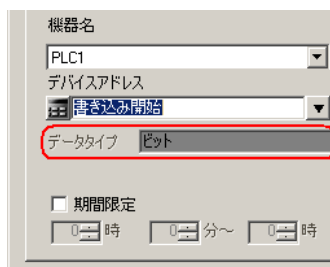 機器名
PLC1
デバイスアドレス
書き込み開始
データタイプ ビット
期間限定
0 時 0 分～ 0 時